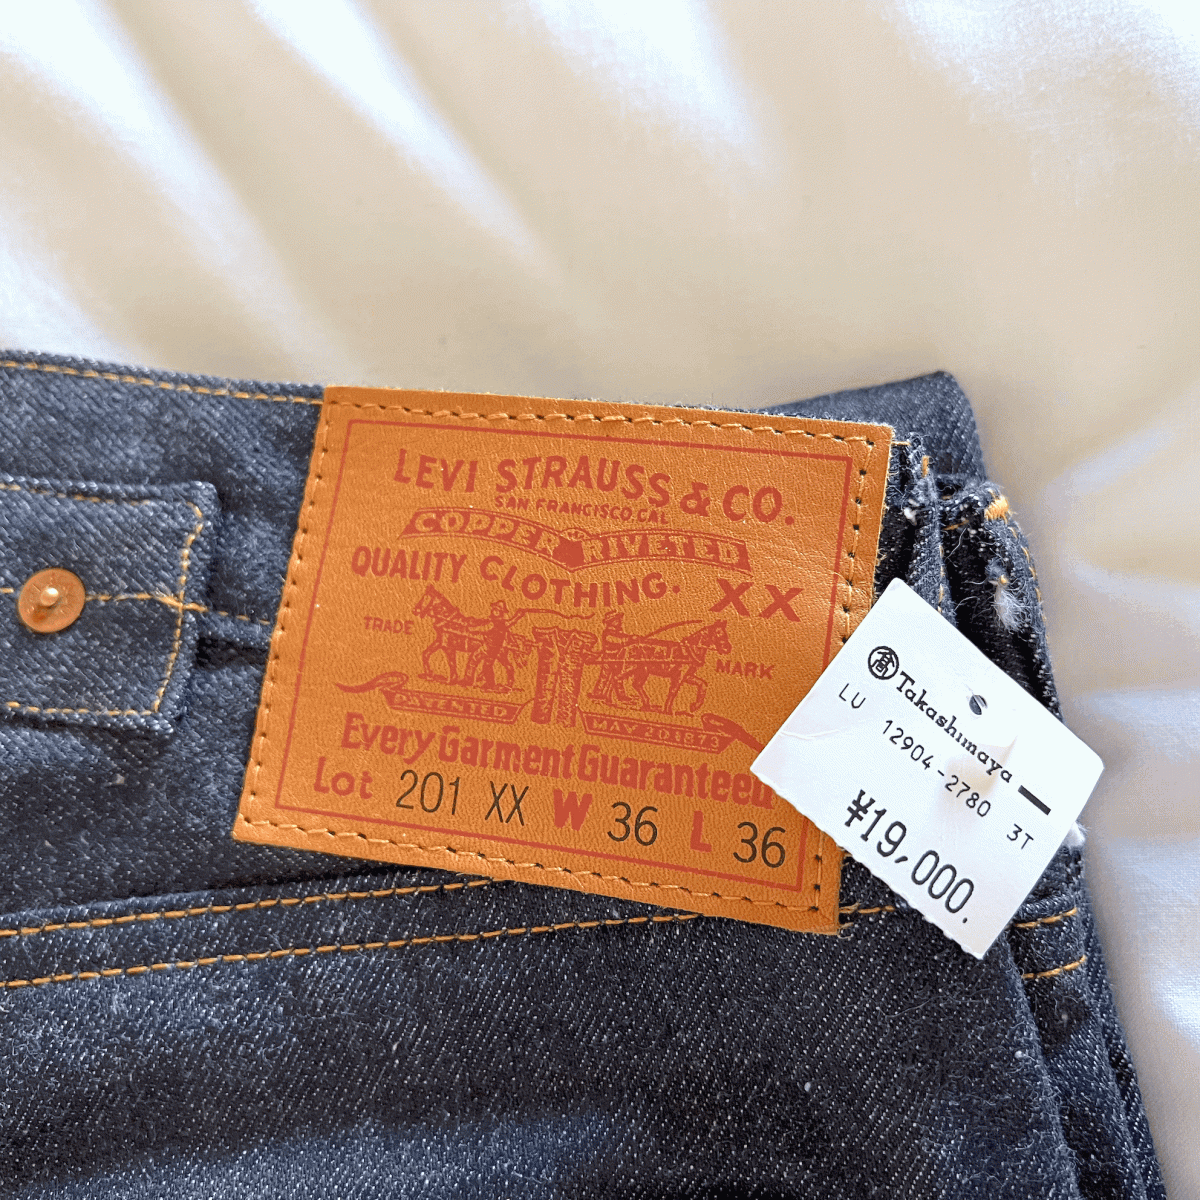 LEVI STRAUSS & CO.
SAN FRANCISCO CAL
COPPER RIVETED
QUALITY CLOTHING. XX
TRADE MARK
PATENTED MAY 20 1873
Every Garment Guaranteed
Lot 201 XX W 36 L 36
髙 Takashimaya
LU 12904-2780 3T
¥19,000.